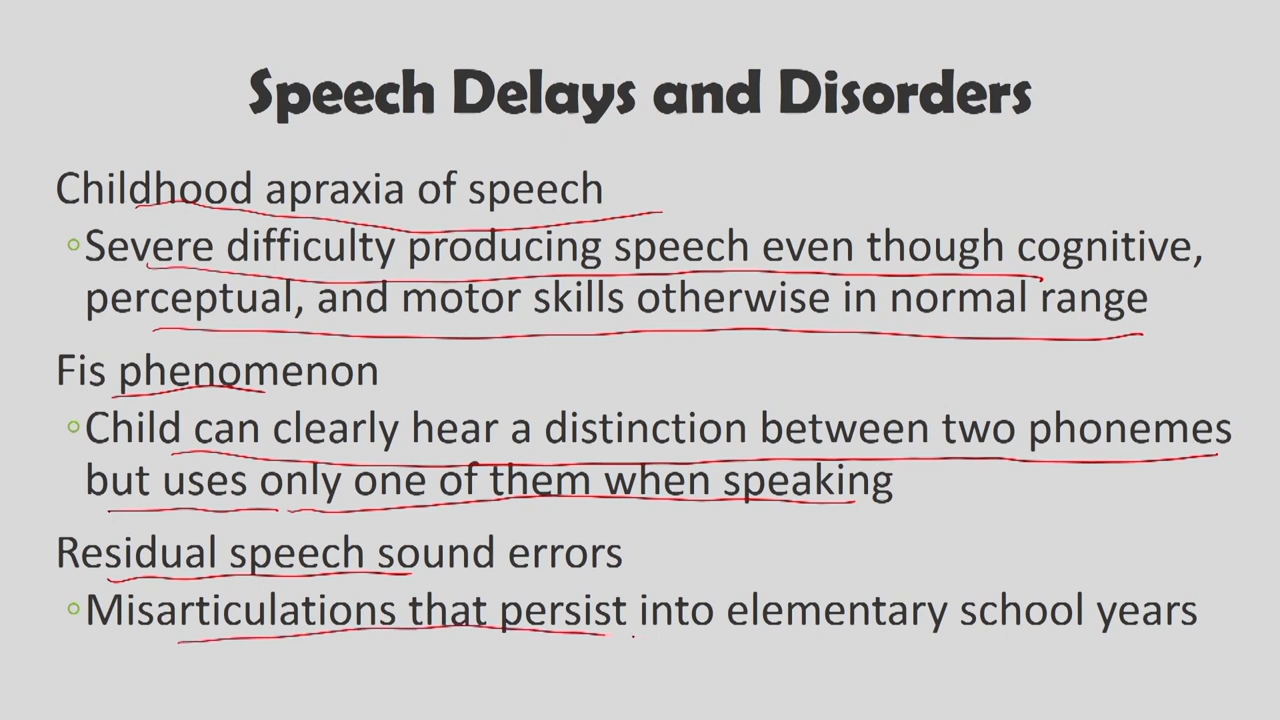 Speech Delays and Disorders
Childhood apraxia of speech
◦Severe difficulty producing speech even though cognitive,
perceptual, and motor skills otherwise in normal range
Fis phenomenon
◦Child can clearly hear a distinction between two phonemes
but uses only one of them when speaking
Residual speech sound errors
◦Misarticulations that persist into elementary school years